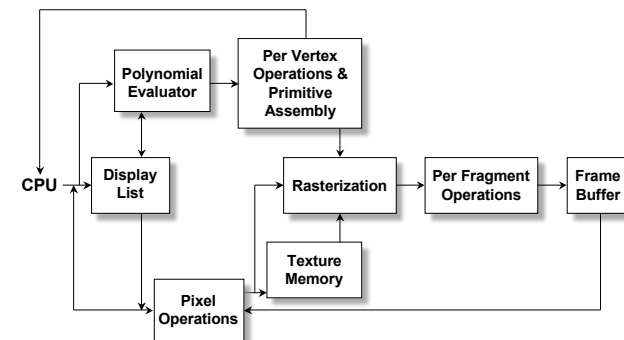 Polynomial
Evaluator
Per Vertex
Operations &
Primitive
Assembly
CPU
Display
List
Rasterization
Per Fragment
Operations
Frame
Buffer
Texture
Memory
Pixel
Operations